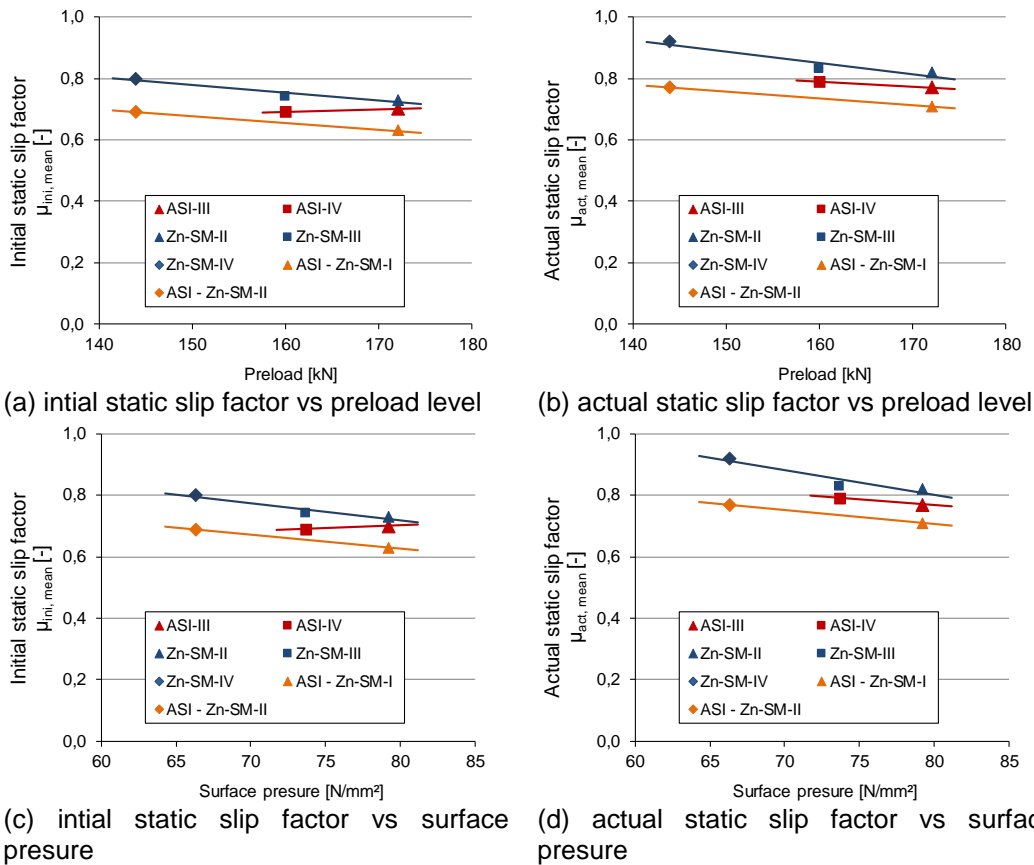 1,0
0,8
0,6
0,4
0,2
0,0
Initial static slip factor
µini, mean [-]
ASI-III
ASI-IV
Zn-SM-II
Zn-SM-III
Zn-SM-IV
ASI - Zn-SM-I
ASI - Zn-SM-II
140 150 160 170 180
Preload [kN]
(a) intial static slip factor vs preload level
1,0
0,8
0,6
0,4
0,2
0,0
Actual static slip factor
µact, mean [-]
ASI-III
ASI-IV
Zn-SM-II
Zn-SM-III
Zn-SM-IV
ASI - Zn-SM-I
ASI - Zn-SM-II
140 150 160 170 180
Preload [kN]
(b) actual static slip factor vs preload level
1,0
0,8
0,6
0,4
0,2
0,0
Initial static slip factor
µini, mean [-]
ASI-III
ASI-IV
Zn-SM-II
Zn-SM-III
Zn-SM-IV
ASI - Zn-SM-I
ASI - Zn-SM-II
60 65 70 75 80 85
Surface presure [N/mm²]
(c) intial static slip factor vs surface
presure
1,0
0,8
0,6
0,4
0,2
0,0
Actual static slip factor
µact, mean [-]
ASI-III
ASI-IV
Zn-SM-II
Zn-SM-III
Zn-SM-IV
ASI - Zn-SM-I
ASI - Zn-SM-II
60 65 70 75 80 85
Surface presure [N/mm²]
(d) actual static slip factor vs surfac
presure